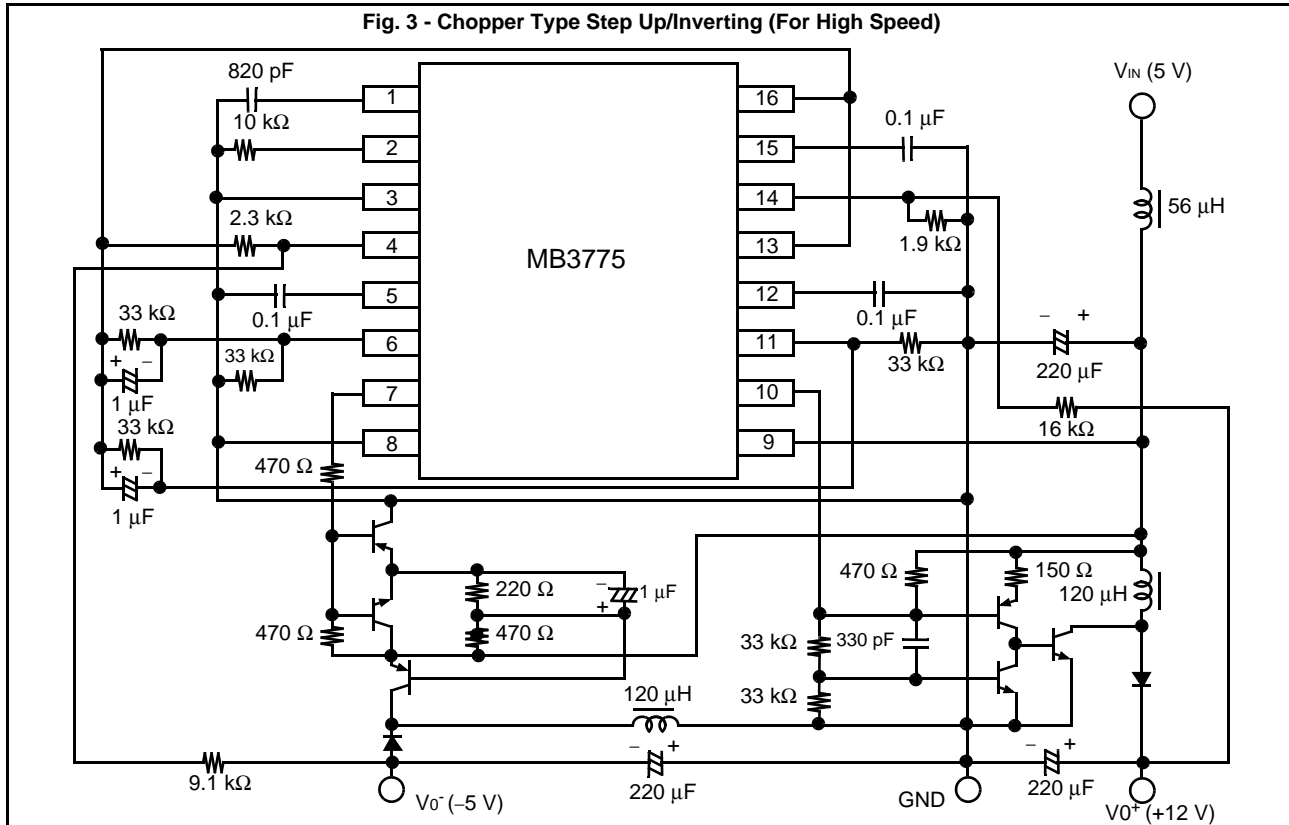 Fig. 3 - Chopper Type Step Up/Inverting (For High Speed)
820 pF
VIN (5 V)
1
16
10 kΩ
0.1 μF
2
15
3
14
56 μH
2.3 kΩ
1.9 kΩ
4
13
MB3775
5
12
33 kΩ
0.1 μF
0.1 μF
– +
6
11
33 kΩ
33 kΩ
220 μF
+ –
1 μF
7
10
16 kΩ
33 kΩ
8
9
470 Ω
+ –
1 μF
220 Ω
–
+
1 μF
470 Ω
150 Ω
120 μH
470 Ω
470 Ω
33 kΩ
330 pF
120 μH
33 kΩ
– +
– +
9.1 kΩ
V0- (–5 V)
220 μF
GND
220 μF
V0+ (+12 V)